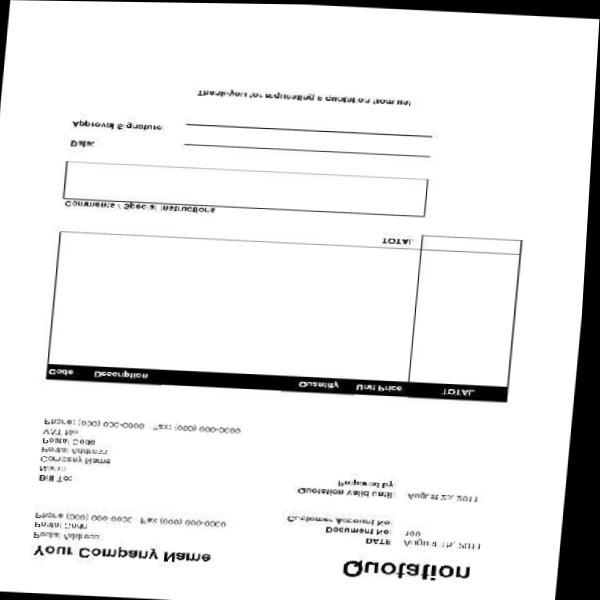 Quotation
Your Company Name
Postal Address
Postal Code
Phone (000) 000-0000 Fax (000) 000-0000
DATE August 15, 2011
Document No: 100
Customer Account No:
Quotation valid until: August 25, 2011
Prepared by:
Bill To:
Name
Company Name
Postal Address
Postal Code
VAT No.
Phone: (000) 000-0000 Fax: (000) 000-0000
Code Description Quantity Unit Price TOTAL
TOTAL
Comments / Special Instructions
Date:
Approval Signature:
Thank-you for requesting a quotation from us!